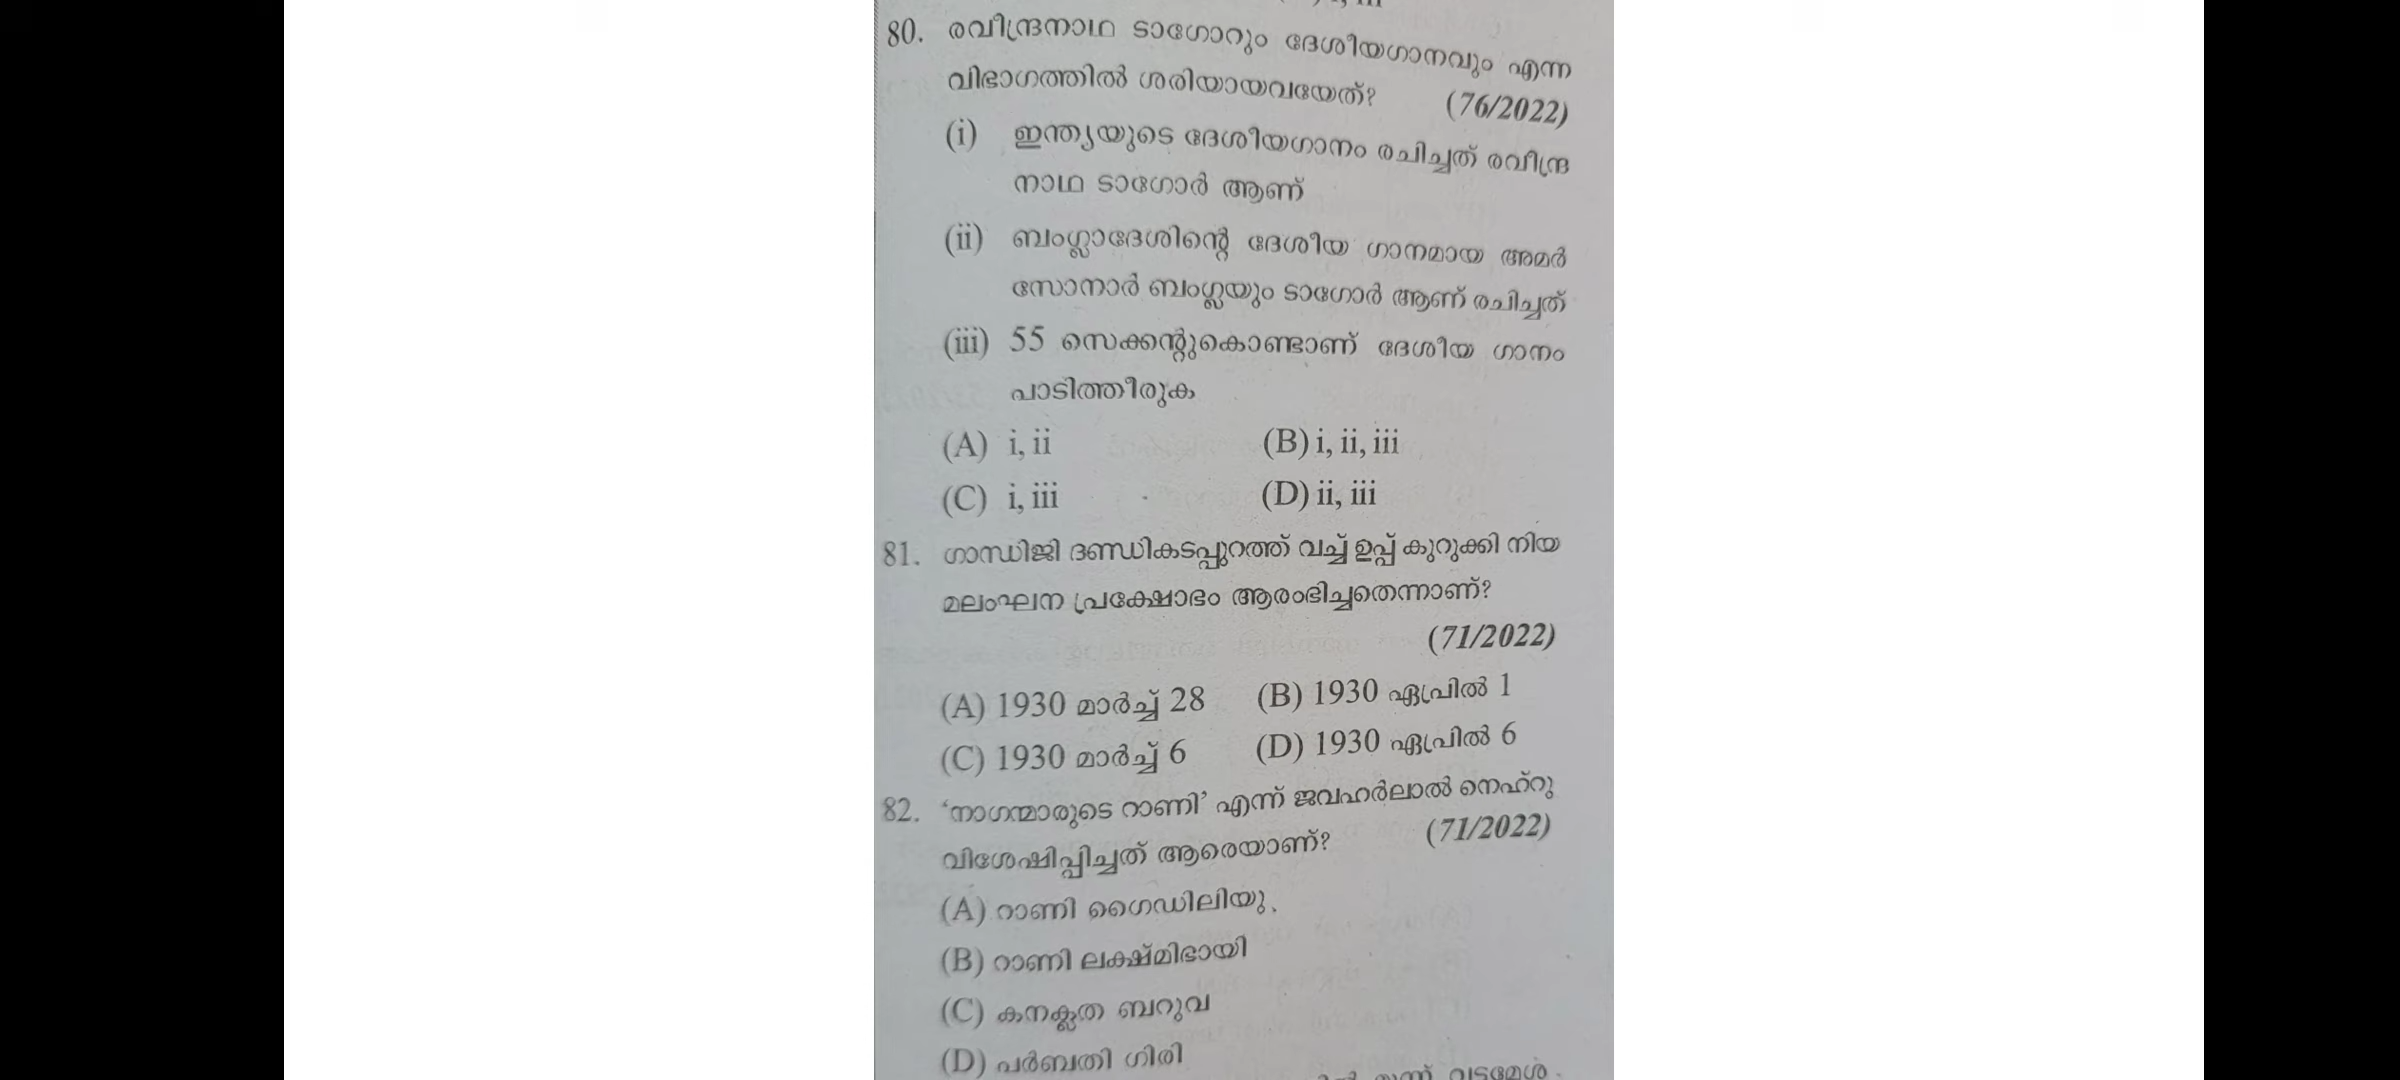 80. രവീന്ദ്രനാഥ ടാഗോറും ദേശീയഗാനവും എന്ന
വിഭാഗത്തിൽ ശരിയായവയേത്? (76/2022)
(i) ഇന്ത്യയുടെ ദേശീയഗാനം രചിച്ചത് രവീന്ദ്ര
നാഥ ടാഗോർ ആണ്
(ii) ബംഗ്ലാദേശിന്റെ ദേശീയ ഗാനമായ അമർ
സോനാർ ബംഗ്ലയും ടാഗോർ ആണ് രചിച്ചത്
(iii) 55 സെക്കന്റുകൊണ്ടാണ് ദേശീയ ഗാനം
പാടിത്തീരുക
(A) i, ii (B) i, ii, iii
(C) i, iii (D) ii, iii
81. ഗാന്ധിജി ദണ്ഡികടപ്പുറത്ത് വച്ച് ഉപ്പ് കുറുക്കി നിയ
മലംഘന പ്രക്ഷോഭം ആരംഭിച്ചതെന്നാണ്?
(71/2022)
(A) 1930 മാർച്ച് 28 (B) 1930 ഏപ്രിൽ 1
(C) 1930 മാർച്ച് 6 (D) 1930 ഏപ്രിൽ 6
82. ‘നാഗന്മാരുടെ റാണി’ എന്ന് ജവഹർലാൽ നെഹ്റു
വിശേഷിപ്പിച്ചത് ആരെയാണ്? (71/2022)
(A) റാണി ഗൈഡിലിയു
(B) റാണി ലക്ഷ്മിഭായി
(C) കനക്ലത ബറുവ
(D) പർബതി ഗിരി